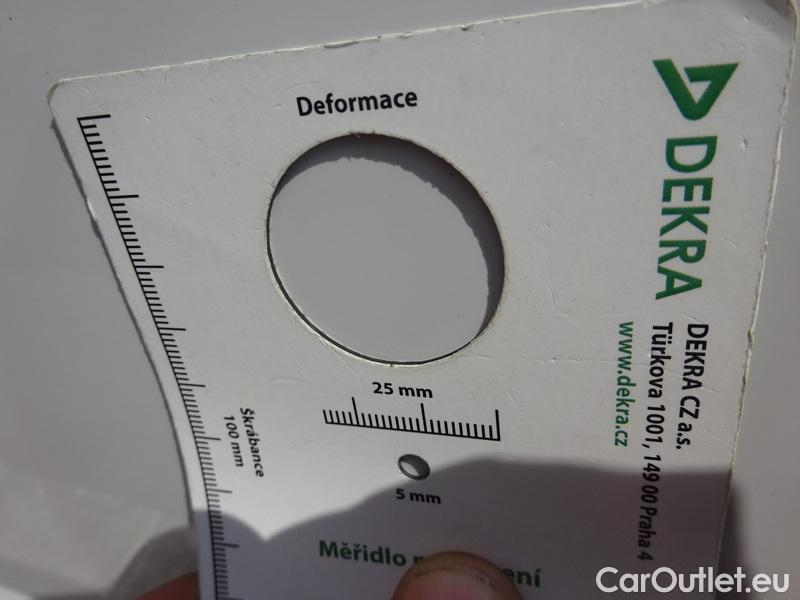 Deformace
DEKRA
DEKRA CZ a.s.
Türkova 1001, 149 00 Praha 4
www.dekra.cz
25 mm
Škrábance
100 mm
5 mm
Měřidlo
CarOutlet.eu